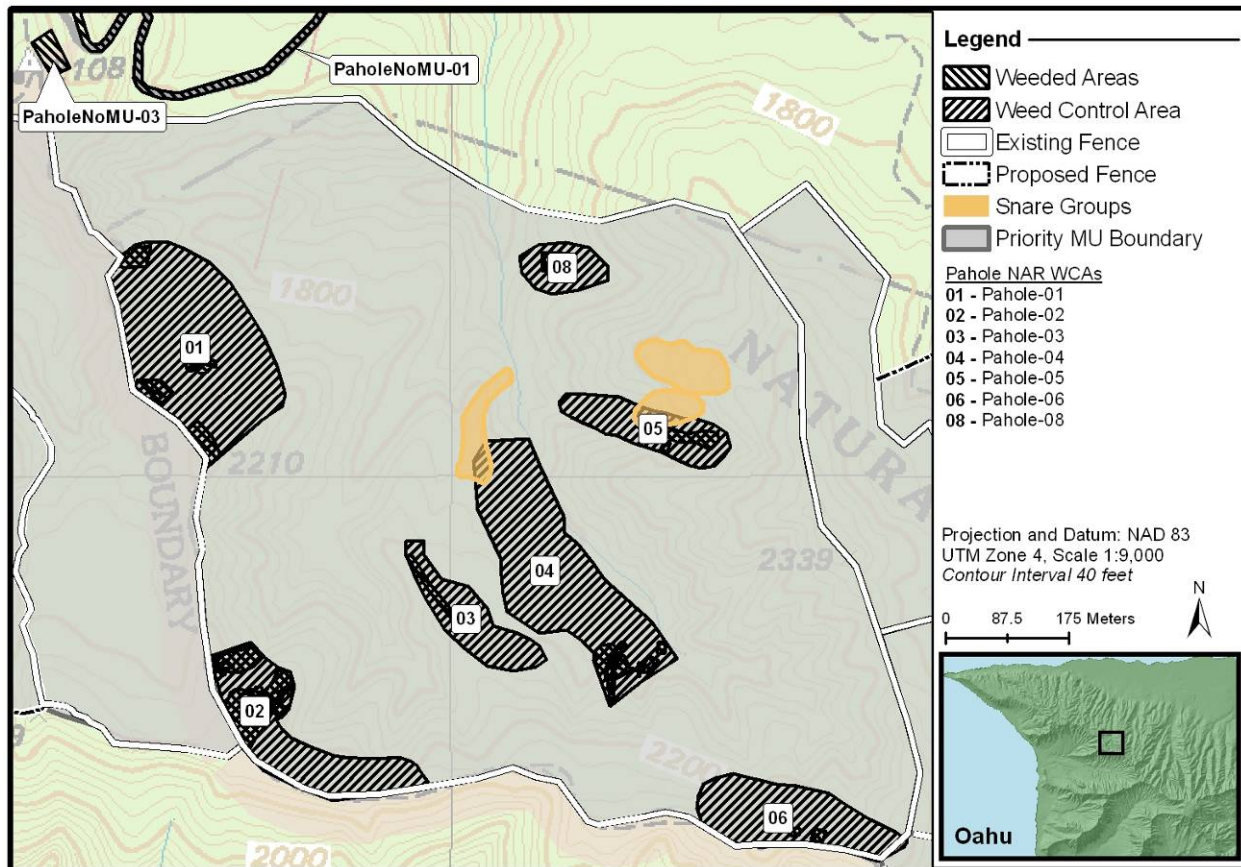 PaholeNoMU-01
108
PaholeNoMU-03
1800
1800
01
08
NATURA
05
2210
BOUNDARY
2339
04
03
02
2200
06
2000
Legend
Weeded Areas
Weed Control Area
Existing Fence
Proposed Fence
Snare Groups
Priority MU Boundary
Pahole NAR WCAs
01 - Pahole-01
02 - Pahole-02
03 - Pahole-03
04 - Pahole-04
05 - Pahole-05
06 - Pahole-06
08 - Pahole-08
Projection and Datum: NAD 83
UTM Zone 4, Scale 1:9,000
Contour Interval 40 feet
N
0 87.5 175 Meters
Oahu